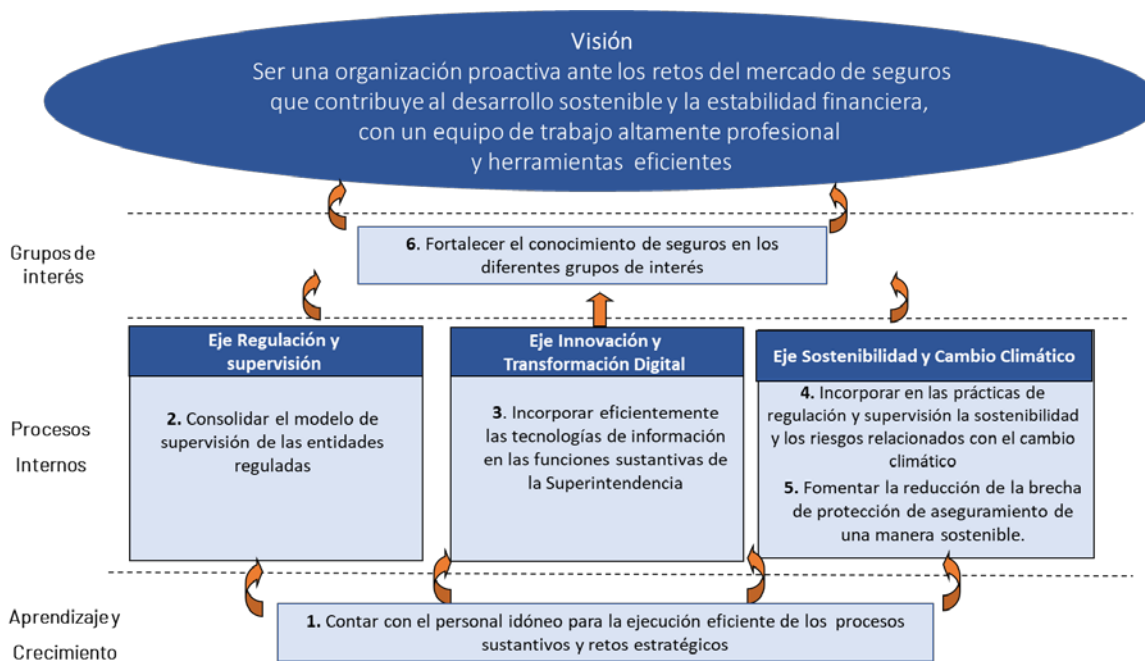 Visión
Ser una organización proactiva ante los retos del mercado de seguros
que contribuye al desarrollo sostenible y la estabilidad financiera,
con un equipo de trabajo altamente profesional
y herramientas eficientes
Grupos de
interés
6. Fortalecer el conocimiento de seguros en los
diferentes grupos de interés
Procesos
Internos
Eje Regulación y
supervisión
2. Consolidar el modelo de
supervisión de las entidades
reguladas
Eje Innovación y
Transformación Digital
3. Incorporar eficientemente
las tecnologías de información
en las funciones sustantivas de
la Superintendencia
Eje Sostenibilidad y Cambio Climático
4. Incorporar en las prácticas de
regulación y supervisión la sostenibilidad
y los riesgos relacionados con el cambio
climático
5. Fomentar la reducción de la brecha
de protección de aseguramiento de
una manera sostenible.
Aprendizaje y
Crecimiento
1. Contar con el personal idóneo para la ejecución eficiente de los procesos
sustantivos y retos estratégicos